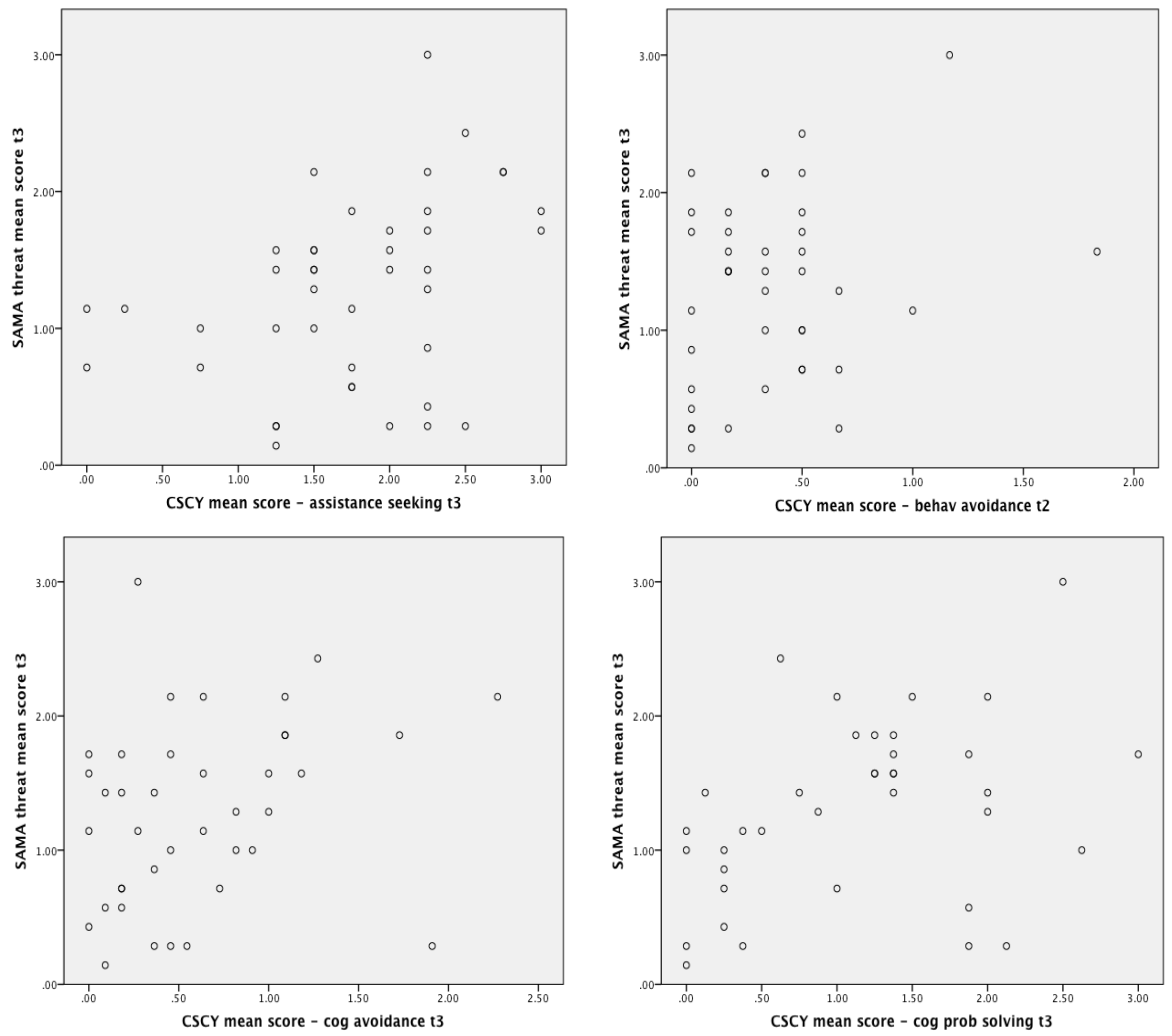 SAMA threat mean score t3
3.00
2.00
1.00
.00
.00 .50 1.00 1.50 2.00 2.50 3.00
CSCY mean score – assistance seeking t3
SAMA threat mean score t3
3.00
2.00
1.00
.00
.00 .50 1.00 1.50 2.00
CSCY mean score – behav avoidance t2
SAMA threat mean score t3
3.00
2.00
1.00
.00
.00 .50 1.00 1.50 2.00 2.50
CSCY mean score – cog avoidance t3
SAMA threat mean score t3
3.00
2.00
1.00
.00
.00 .50 1.00 1.50 2.00 2.50 3.00
CSCY mean score – cog prob solving t3